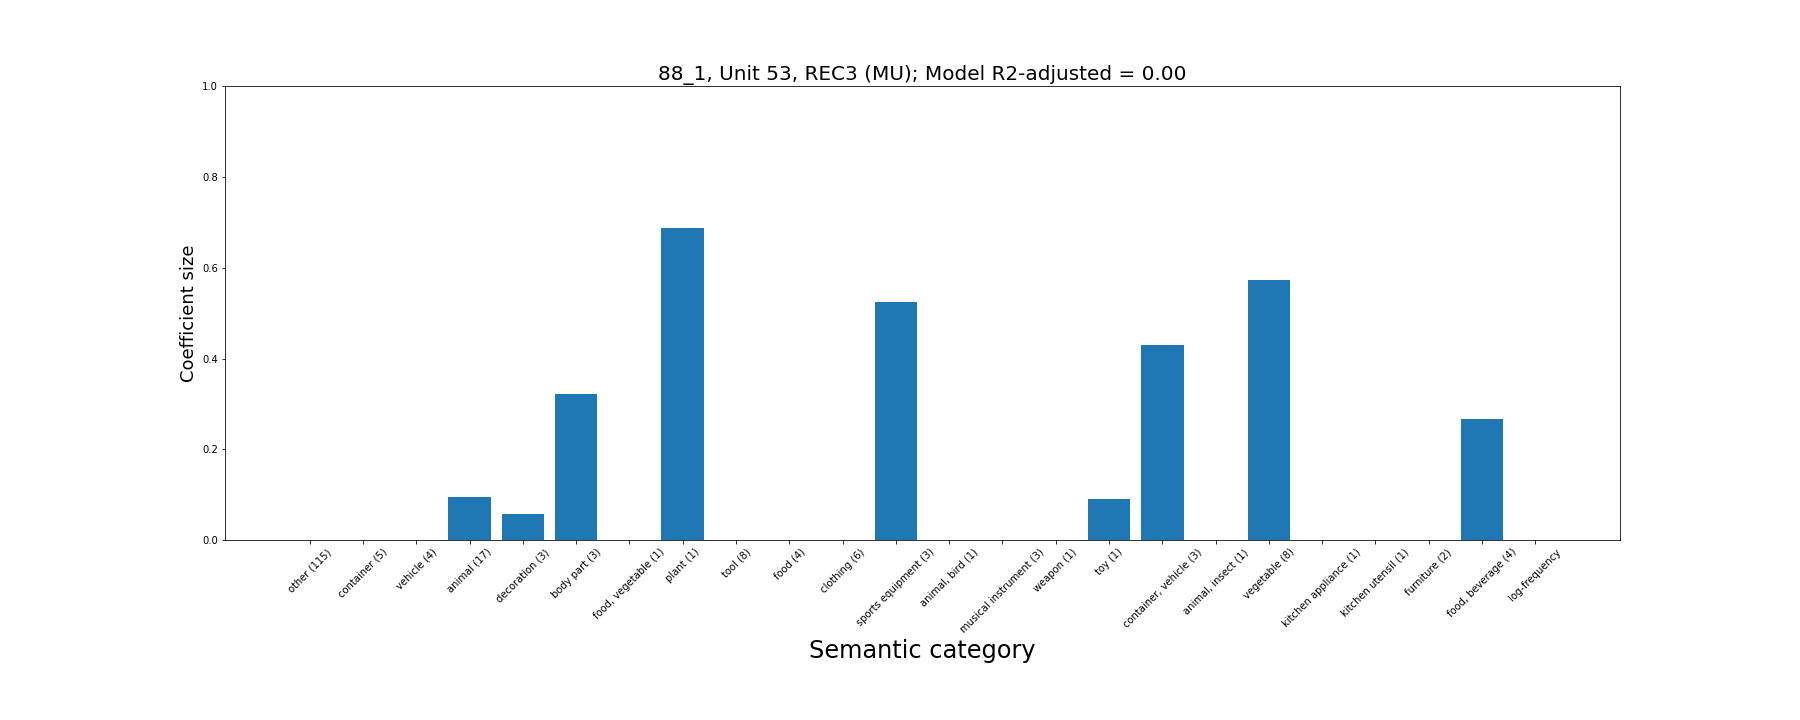 88_1, Unit 53, REC3 (MU); Model R2-adjusted = 0.00
Coefficient size
1.0
0.8
0.6
0.4
0.2
0.0
other (115)
container (5)
vehicle (4)
animal (17)
decoration (3)
body part (3)
food, vegetable (1)
plant (1)
tool (8)
food (4)
clothing (6)
sports equipment (3)
animal, bird (1)
musical instrument (3)
weapon (1)
toy (1)
container, vehicle (3)
animal, insect (1)
vegetable (8)
kitchen appliance (1)
kitchen utensil (1)
furniture (2)
food, beverage (4)
log-frequency
Semantic category